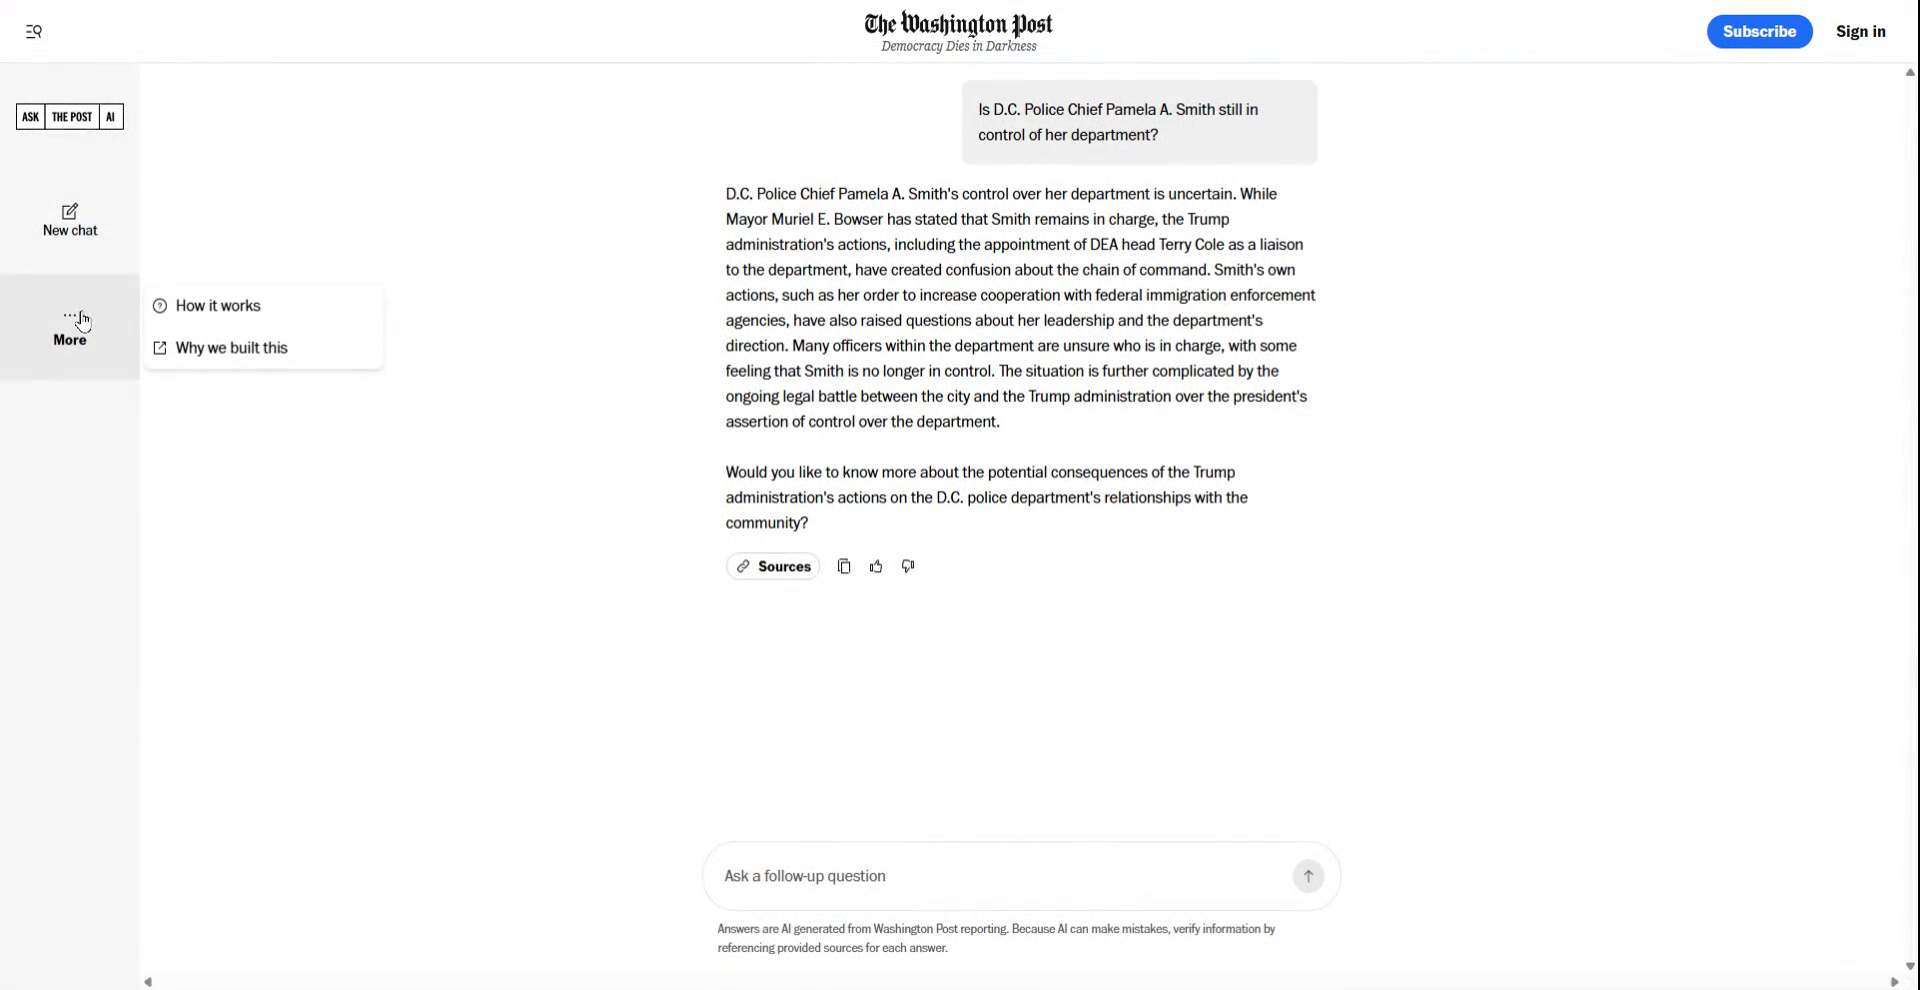 The Washington Post
Democracy Dies in Darkness
Subscribe
Sign in
ASK THE POST AI
New chat
More
How it works
Why we built this
Is D.C. Police Chief Pamela A. Smith still in
control of her department?
D.C. Police Chief Pamela A. Smith's control over her department is uncertain. While
Mayor Muriel E. Bowser has stated that Smith remains in charge, the Trump
administration's actions, including the appointment of DEA head Terry Cole as a liaison
to the department, have created confusion about the chain of command. Smith's own
actions, such as her order to increase cooperation with federal immigration enforcement
agencies, have also raised questions about her leadership and the department's
direction. Many officers within the department are unsure who is in charge, with some
feeling that Smith is no longer in control. The situation is further complicated by the
ongoing legal battle between the city and the Trump administration over the president's
assertion of control over the department.
Would you like to know more about the potential consequences of the Trump
administration's actions on the D.C. police department's relationships with the
community?
Sources
Ask a follow-up question
Answers are AI generated from Washington Post reporting. Because AI can make mistakes, verify information by
referencing provided sources for each answer.